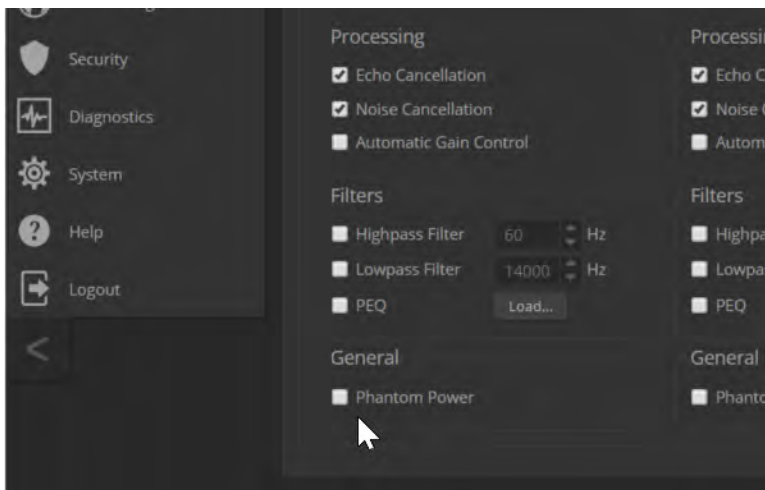 Security
Diagnostics
System
? Help
Logout
<
Processing
Echo Cancellation
Noise Cancellation
Automatic Gain Control
Filters
Highpass Filter 60 Hz
Lowpass Filter 14000 Hz
PEQ Load...
General
Phantom Power
Processi
Echo C
Noise
Autom
Filters
Highpa
Lowpas
PEQ
General
Phanto